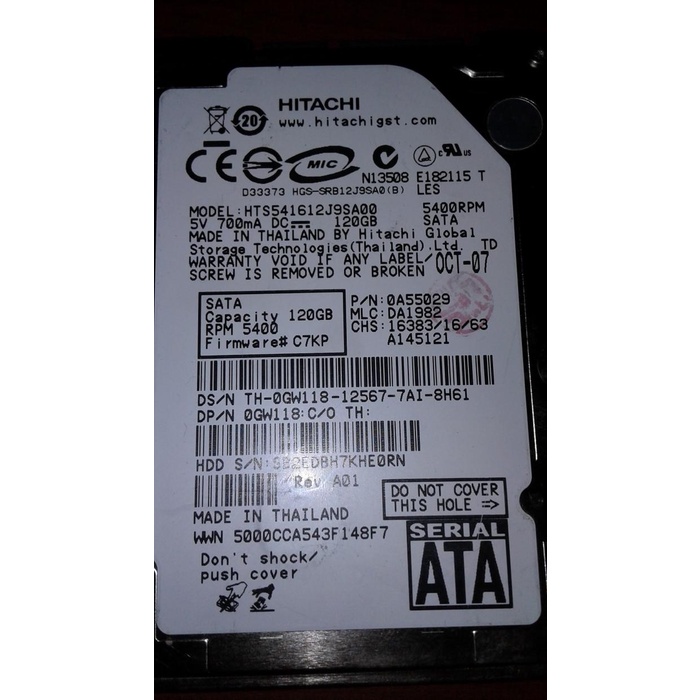 HITACHI
20
www.hitachigst.com
CE MIC c UL us
N13508 E182115 T
D33373 HGS-SRB12J9SA0(B) LES
MODEL:HTS541612J9SA00 5400RPM
5V 700mA DC 120GB SATA
MADE IN THAILAND BY Hitachi Global
Storage Technologies(Thailand).Ltd. TD
WARRANTY VOID IF ANY LABEL/ OCT-07
SCREW IS REMOVED OR BROKEN
SATA
Capacity 120GB
RPM 5400
Firmware# C7KP
P/N:0A55029
MLC:DA1982
CHS:16383/16/63
A145121
DS/N TH-0GW118-12567-7AI-8H61
DP/N 0GW118:C/O TH:
HDD S/N:SB2EDBH7KHE0RN
Rev A01
DO NOT COVER
THIS HOLE =>
MADE IN THAILAND
WWN 5000CCA543F148F7
Don't shock/
push cover
SERIAL
ATA